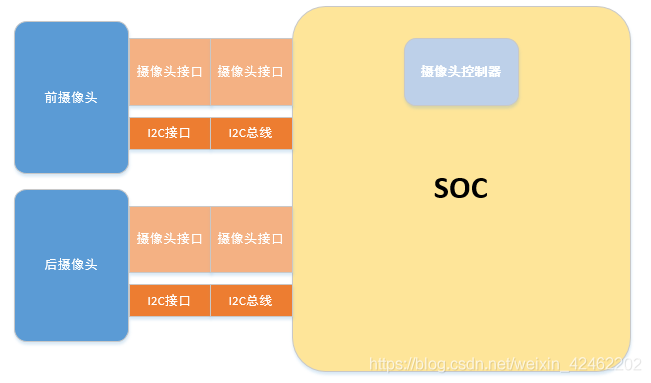 前摄像头
摄像头接口 摄像头接口
I2C接口 I2C总线
摄像头控制器
SOC
后摄像头
摄像头接口 摄像头接口
I2C接口 I2C总线
https://blog.csdn.net/weixin_42462202